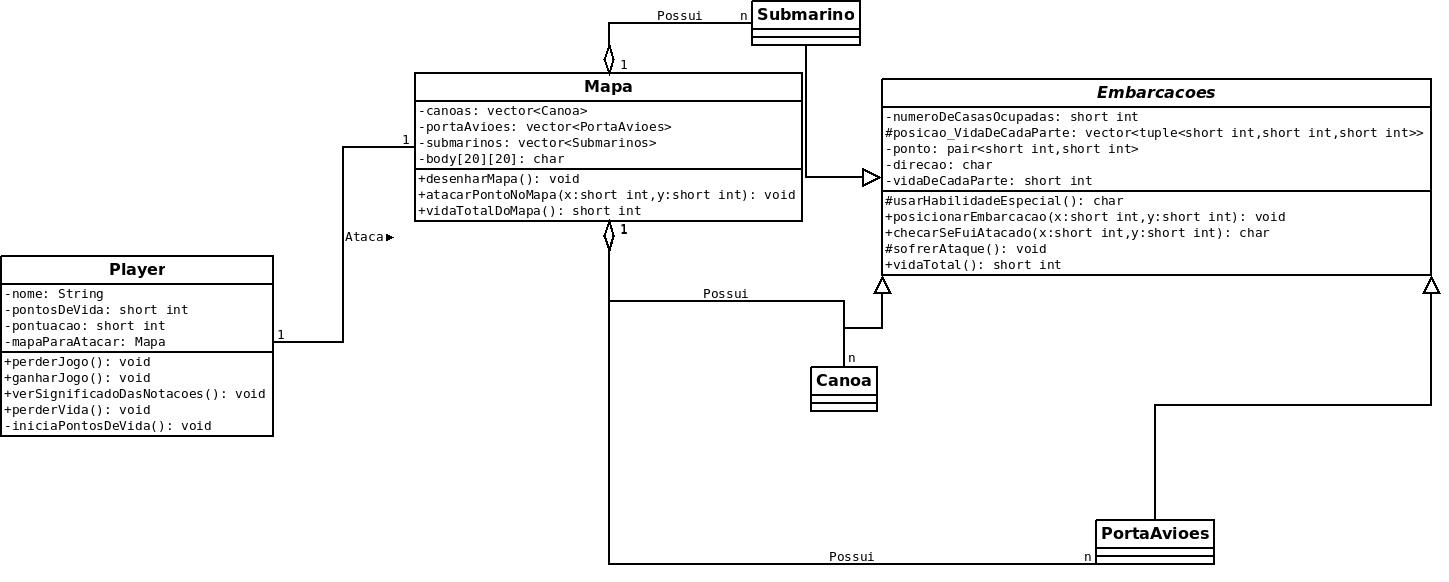 Possui
n
Submarino
1
Mapa
-canoas: vector<Canoa>
-portaAvioes: vector<PortaAvioes>
-submarinos: vector<Submarinos>
-body[20][20]: char
+desenharMapa(): void
+atacarPontoNoMapa(x:short int,y:short int): void
+vidaTotalDoMapa(): short int
Embarcacoes
-numeroDeCasasOcupadas: short int
#posicao_VidaDeCadaParte: vector<tuple<short int,short int,short int>>
-ponto: pair<short int,short int>
-direcao: char
-vidaDeCadaParte: short int
#usarHabilidadeEspecial(): char
+posicionarEmbarcacao(x:short int,y:short int): void
+checarSeFuiAtacado(x:short int,y:short int): char
#sofrerAtaque(): void
+vidaTotal(): short int
1
Ataca►
1
Player
-nome: String
-pontosDeVida: short int
-pontuacao: short int
-mapaParaAtacar: Mapa
+perderJogo(): void
+ganharJogo(): void
+verSignificadoDasNotacoes(): void
+perderVida(): void
-iniciaPontosDeVida(): void
1
Possui
n
Canoa
Possui
n
PortaAvioes